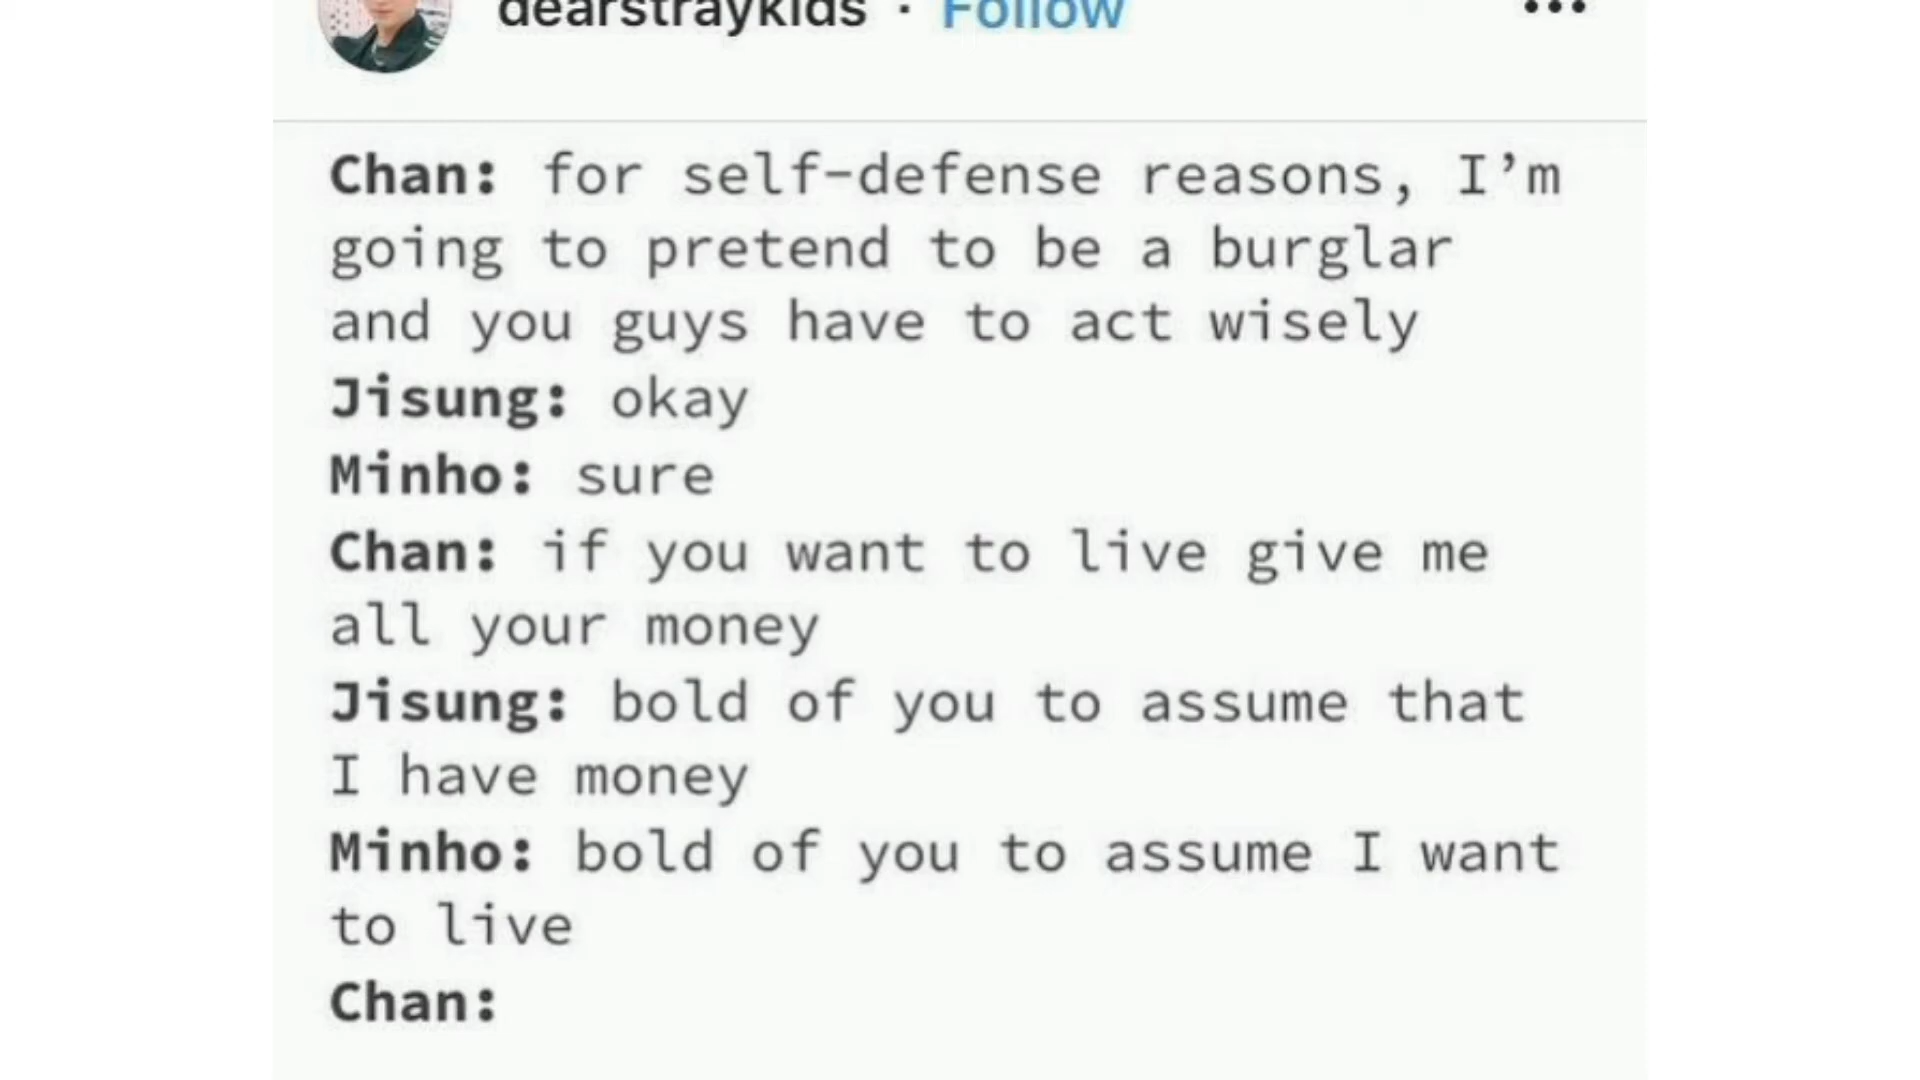 dearstraykids · Follow
Chan: for self-defense reasons, I’m
going to pretend to be a burglar
and you guys have to act wisely
Jisung: okay
Minho: sure
Chan: if you want to live give me
all your money
Jisung: bold of you to assume that
I have money
Minho: bold of you to assume I want
to live
Chan: